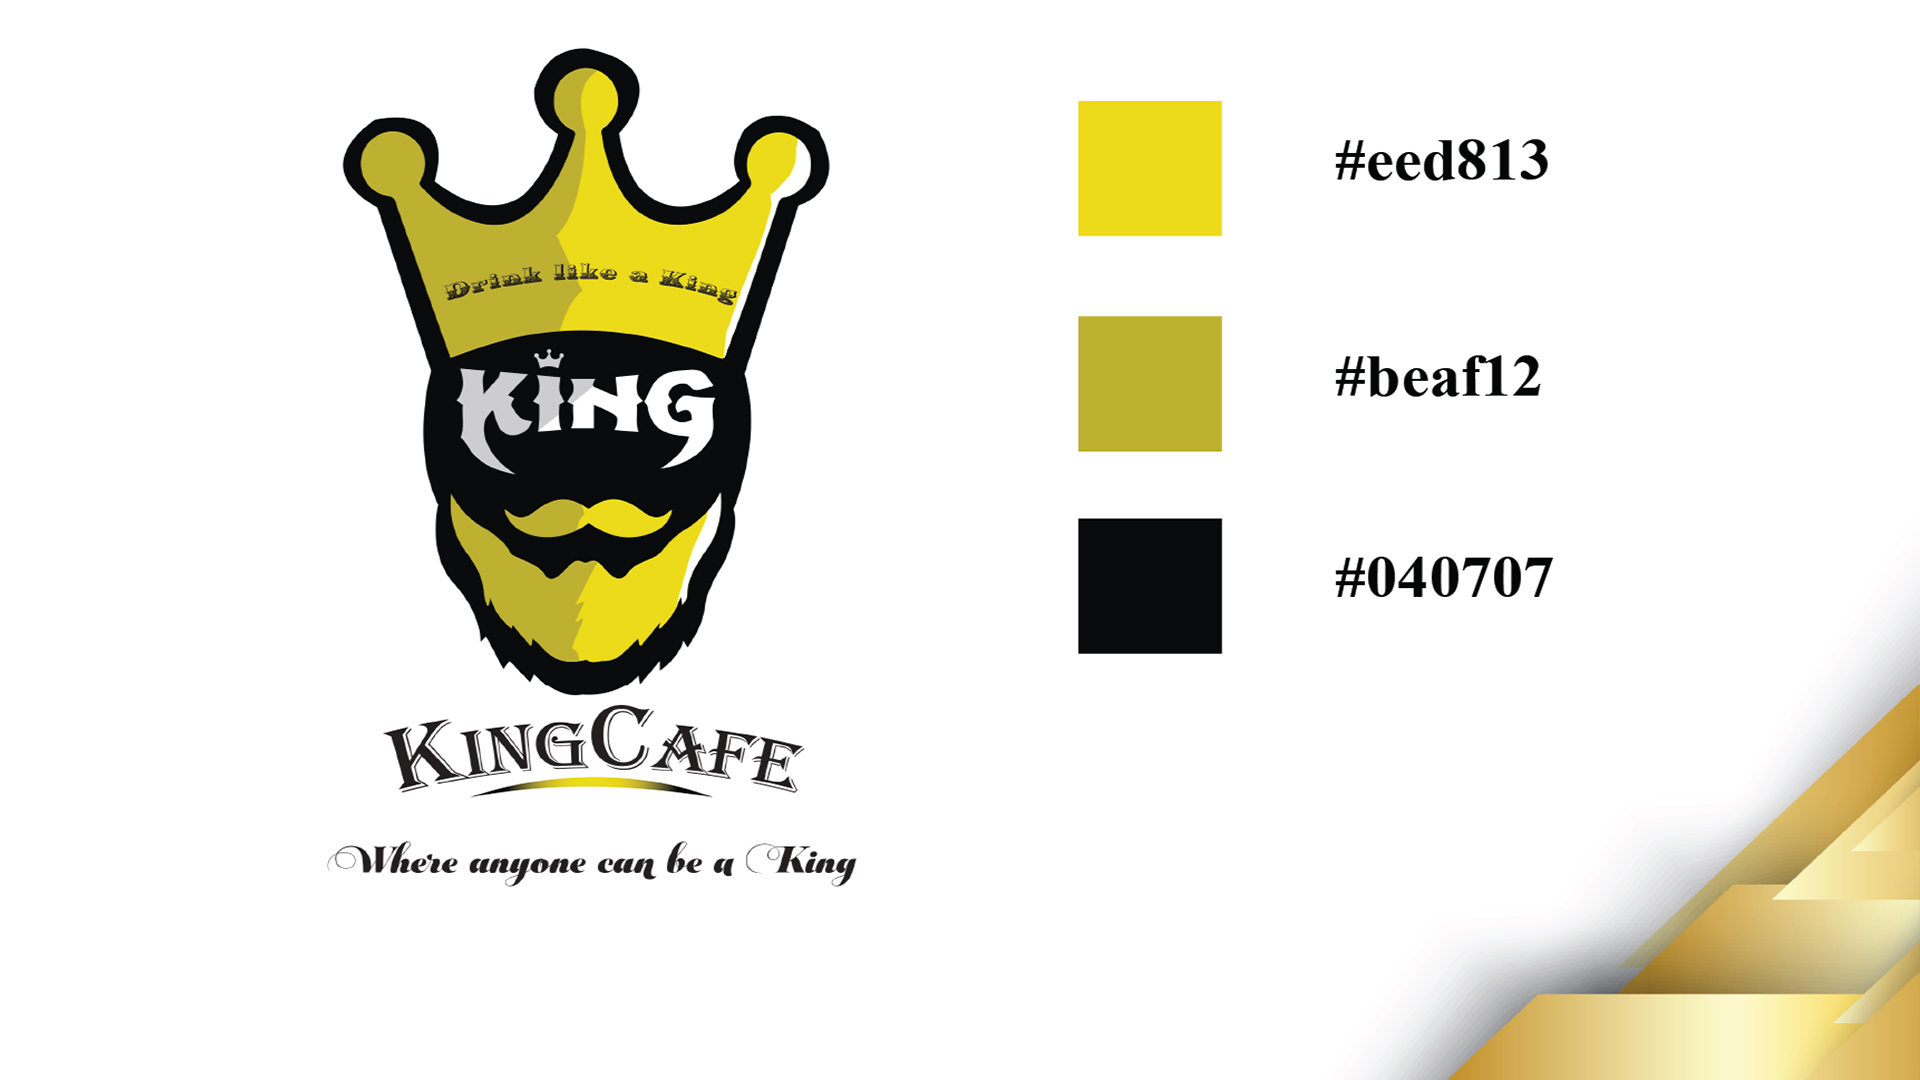 Drink like a King
KING
KINGCAFE
Where anyone can be a King
#eed813
#beaf12
#040707